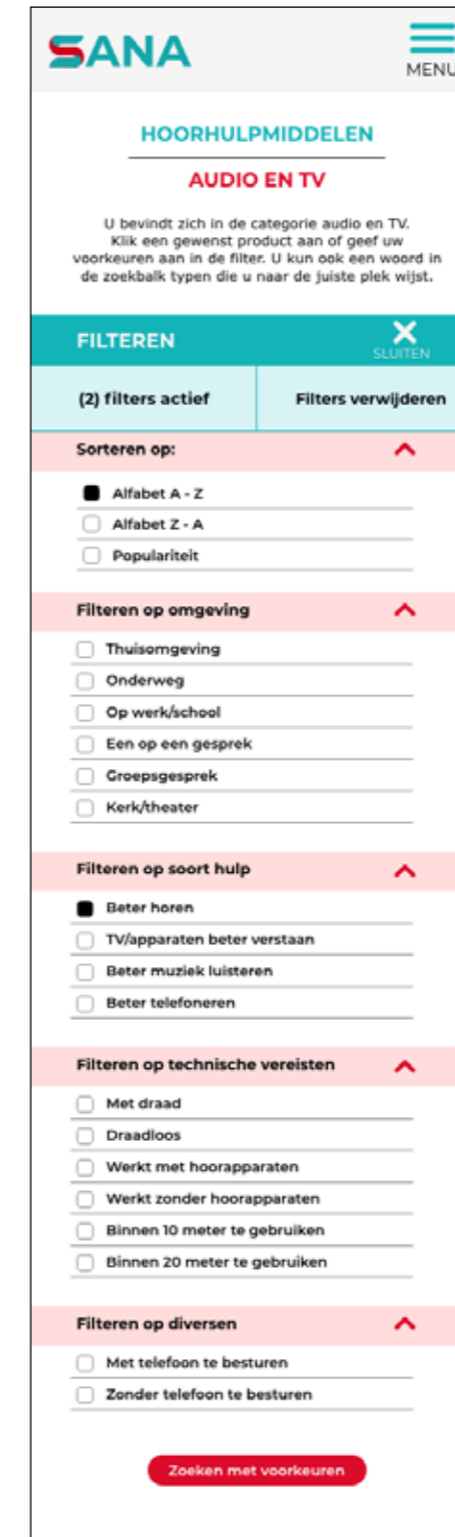 SANA
MENU
HOORHULPMIDDELEN
AUDIO EN TV
U bevindt zich in de categorie audio en TV.
Klik een gewenst product aan of geef uw
voorkeuren aan in de filter. U kun ook een woord in
de zoekbalk typen die u naar de juiste plek wijst.
FILTEREN
SLUITEN
(2) filters actief
Filters verwijderen
Sorteren op:
Alfabet A - Z
Alfabet Z - A
Populariteit
Filteren op omgeving
Thuisomgeving
Onderweg
Op werk/school
Een op een gesprek
Groepsgesprek
Kerk/theater
Filteren op soort hulp
Beter horen
TV/apparaten beter verstaan
Beter muziek luisteren
Beter telefoneren
Filteren op technische vereisten
Met draad
Draadloos
Werkt met hoorapparaten
Werkt zonder hoorapparaten
Binnen 10 meter te gebruiken
Binnen 20 meter te gebruiken
Filteren op diversen
Met telefoon te besturen
Zonder telefoon te besturen
Zoeken met voorkeuren